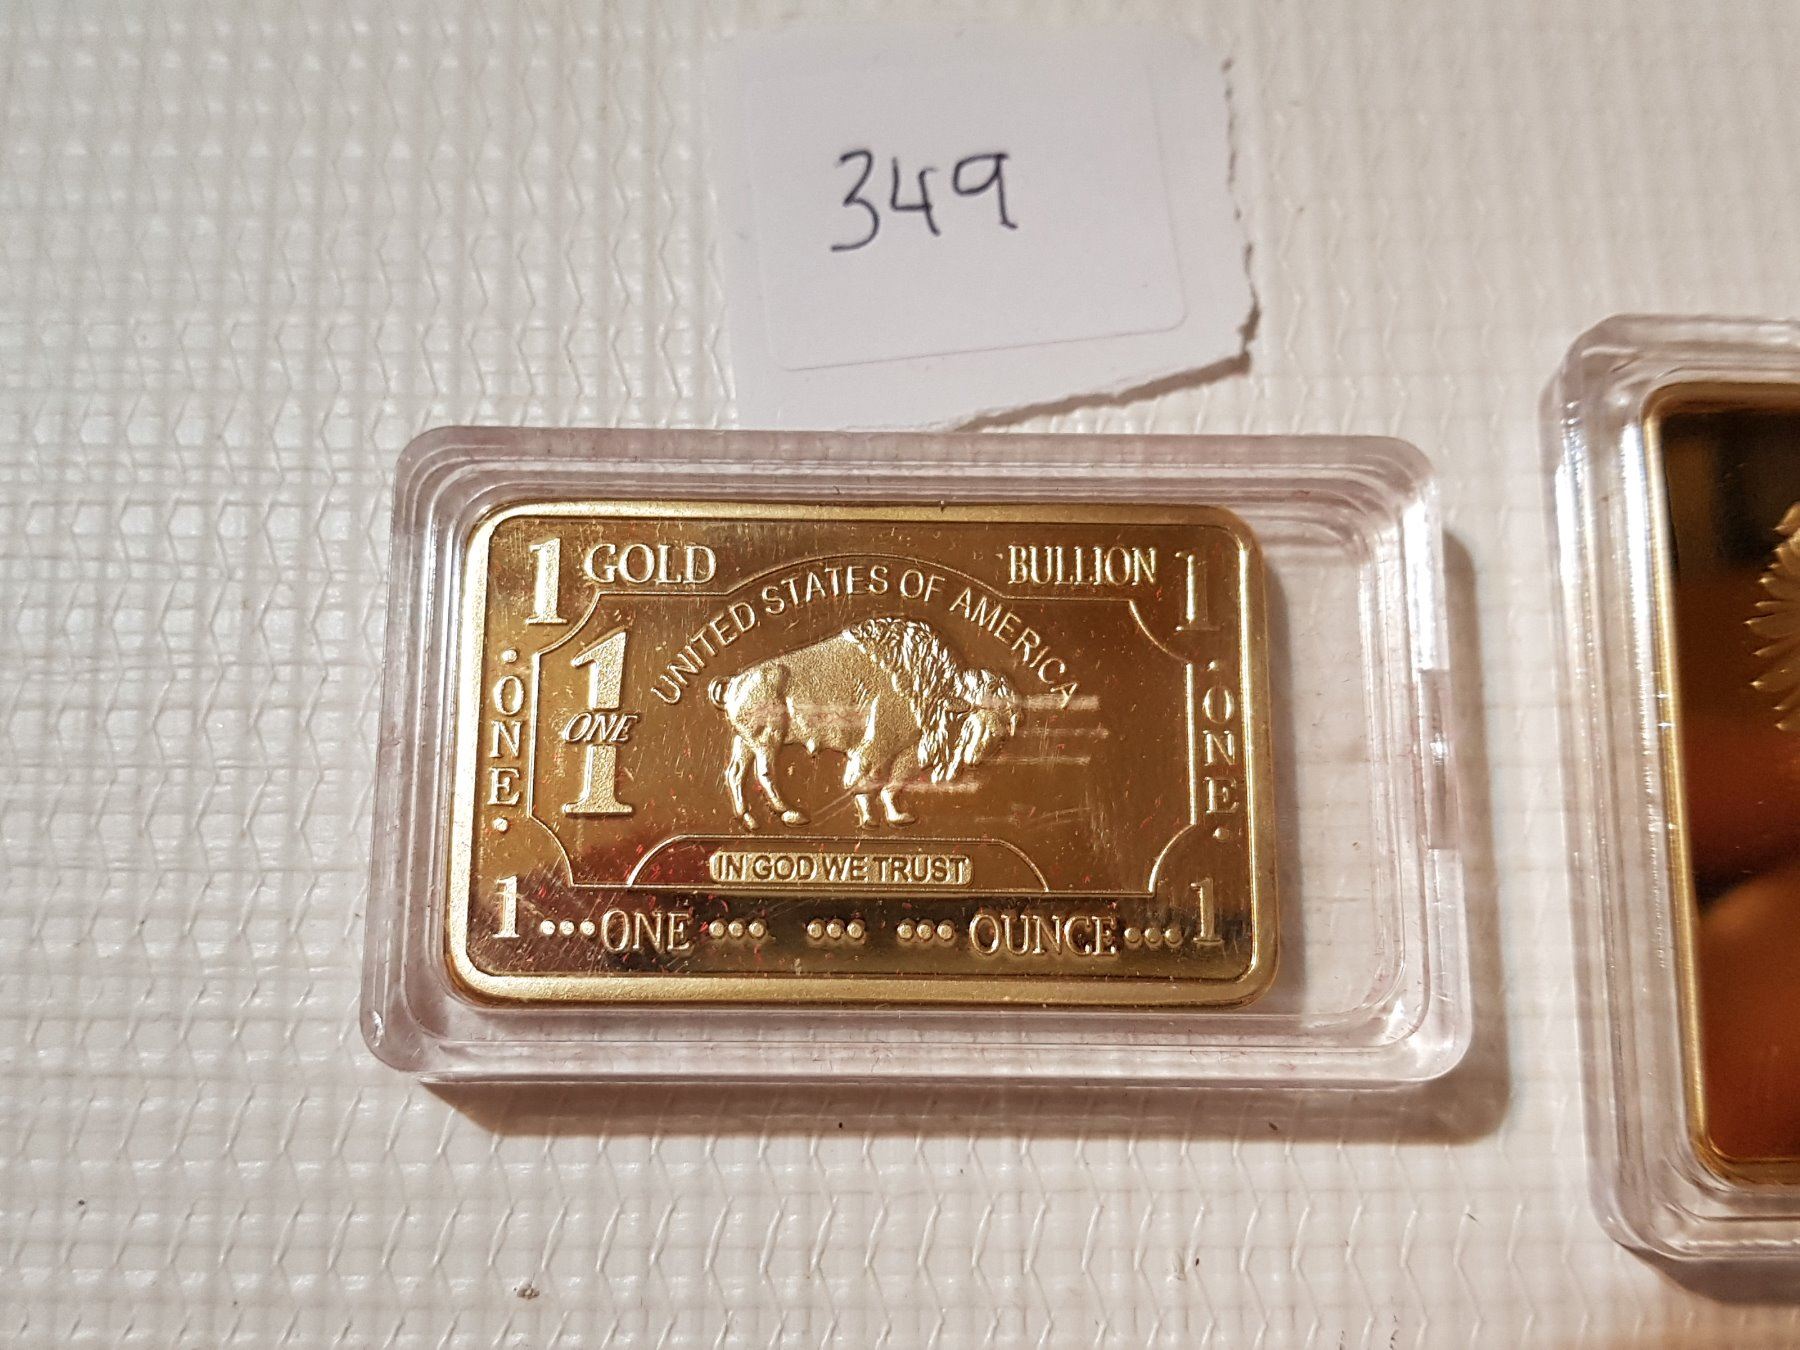 349
1 GOLD BULLION 1
UNITED STATES OF AMERICA
•ONE•
1
ONE
•ONE•
IN GOD WE TRUST
1 •••ONE ••• ••• ••• OUNCE••• 1